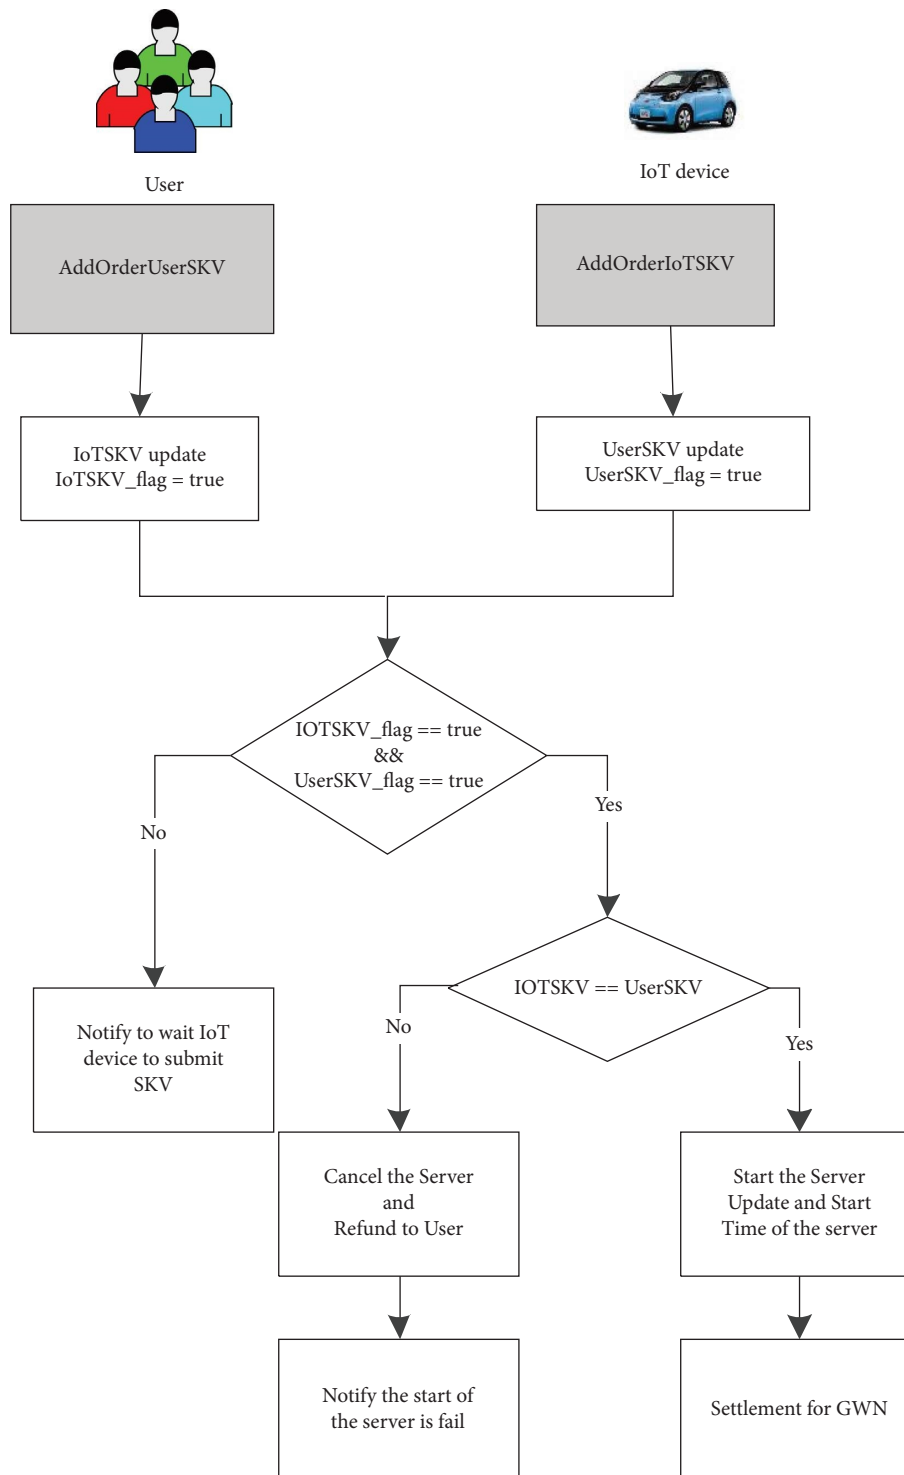 User
IoT device
AddOrderUserSKV
AddOrderIoTSKV
IoTSKV update
IoTSKV_flag = true
UserSKV update
UserSKV_flag = true
IOTSKV_flag == true
&&
UserSKV_flag == true
No
Yes
IOTSKV == UserSKV
Notify to wait IoT
device to submit
SKV
No
Yes
Cancel the Server
and
Refund to User
Start the Server
Update and Start
Time of the server
Notify the start of
the server is fail
Settlement for GWN